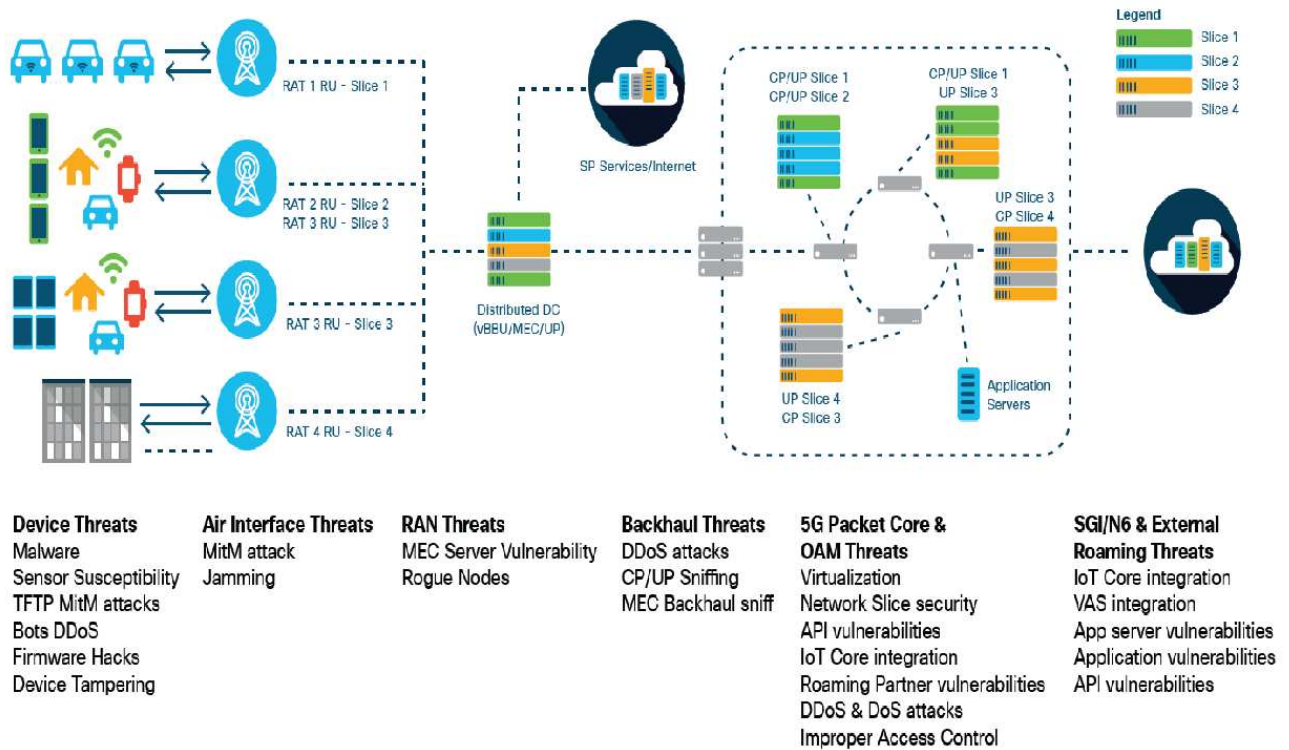 Legend
Slice 1
Slice 2
Slice 3
Slice 4
RAT 1 RU - Slice 1
RAT 2 RU - Slice 2
RAT 3 RU - Slice 3
RAT 3 RU - Slice 3
RAT 4 RU - Slice 4
SP Services/Internet
Distributed DC
(vBBU/MEC/UP)
CP/UP Slice 1
CP/UP Slice 2
CP/UP Slice 1
UP Slice 3
UP Slice 3
CP Slice 4
UP Slice 4
CP Slice 3
Application
Servers
Device Threats
Malware
Sensor Susceptibility
TFTP MitM attacks
Bots DDoS
Firmware Hacks
Device Tampering
Air Interface Threats
MitM attack
Jamming
RAN Threats
MEC Server Vulnerability
Rogue Nodes
Backhaul Threats
DDoS attacks
CP/UP Sniffing
MEC Backhaul sniff
5G Packet Core &
OAM Threats
Virtualization
Network Slice security
API vulnerabilities
IoT Core integration
Roaming Partner vulnerabilities
DDoS & DoS attacks
Improper Access Control
SGI/N6 & External
Roaming Threats
IoT Core integration
VAS integration
App server vulnerabilities
Application vulnerabilities
API vulnerabilities